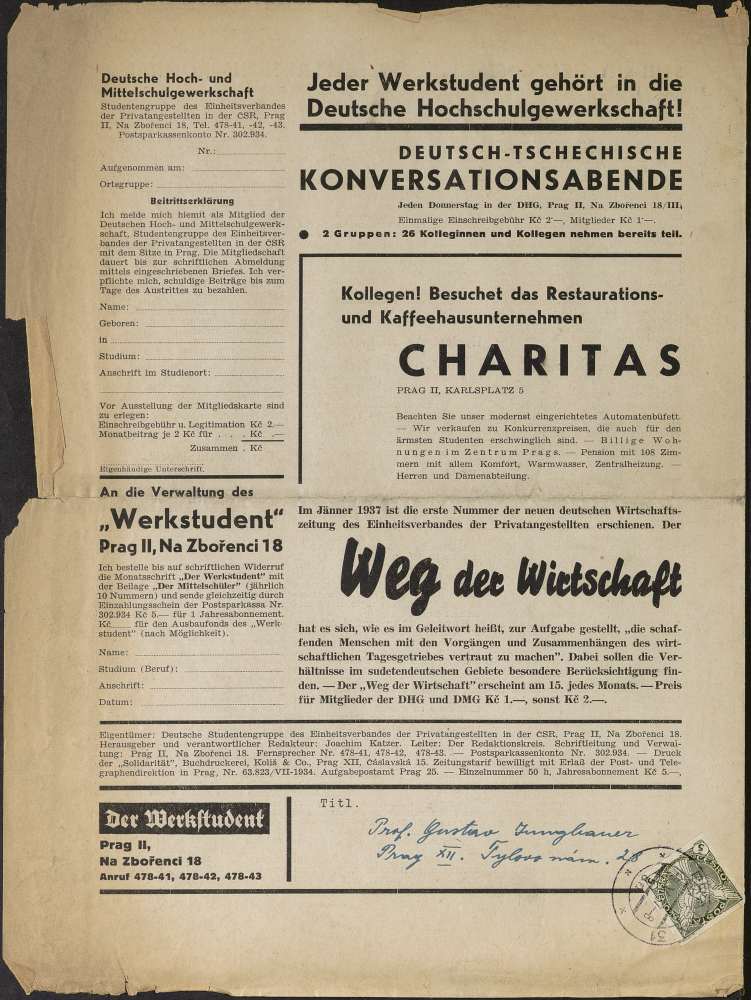 Deutsche Hoch- und
Mittelschulgewerkschaft
Studentengruppe des Einheitsverbandes
der Privatangestellten in der ČSR, Prag
II, Na Zbořenci 18, Tel. 478-41, -42, -43.
Postsparkassenkonto Nr. 302.934.
Nr.:
Aufgenommen am:
Ortsgruppe:
Beitrittserklärung
Ich melde mich hiemit als Mitglied der
Deutschen Hoch- und Mittelschulgewerk-
schaft, Studentengruppe des Einheitsver-
bandes der Privatangestellten in der ČSR
mit dem Sitze in Prag. Die Mitgliedschaft
dauert bis zur schriftlichen Abmeldung
mittels eingeschriebenen Briefes. Ich ver-
pflichte mich, schuldige Beiträge bis zum
Tage des Austrittes zu bezahlen.
Name:
Geboren:
in
Studium:
Anschrift im Studienort:
Vor Ausstellung der Mitgliedskarte sind
zu erlegen:
Einschreibgebühr u. Legitimation Kč 2.—
Monatbeitrag je 2 Kč für . . . Kč .—
Zusammen . Kč
Eigenhändige Unterschrift.
Jeder Werkstudent gehört in die
Deutsche Hochschulgewerkschaft!
DEUTSCH-TSCHECHISCHE
KONVERSATIONSABENDE
Jeden Donnerstag in der DHG, Prag II, Na Zbořenci 18/III,
Einmalige Einschreibgebühr Kč 2·—, Mitglieder Kč 1·—.
● 2 Gruppen: 26 Kolleginnen und Kollegen nehmen bereits teil.
Kollegen! Besuchet das Restaurations-
und Kaffeehausunternehmen
CHARITAS
PRAG II, KARLSPLATZ 5
Beachten Sie unser modernst eingerichtetes Automatenbüfett.
— Wir verkaufen zu Konkurrenzpreisen, die auch für den
ärmsten Studenten erschwinglich sind. — Billige Woh-
nungen im Zentrum Prags. — Pension mit 108 Zim-
mern mit allem Komfort, Warmwasser, Zentralheizung. —
Herren und Damenabteilung.
An die Verwaltung des
„Werkstudent“
Prag II, Na Zbořenci 18
Ich bestelle bis auf schriftlichen Widerruf
die Monatsschrift „Der Werkstudent“ mit
der Beilage „Der Mittelschüler“ (jährlich
10 Nummern) und sende gleichzeitig durch
Einzahlungsschein der Postsparkassa Nr.
302.934 Kč 5.— für 1 Jahresabonnement.
Kč für den Ausbaufonds des „Werk-
student“ (nach Möglichkeit).
Name:
Studium (Beruf):
Anschrift:
Datum:
Im Jänner 1937 ist die erste Nummer der neuen deutschen Wirtschafts-
zeitung des Einheitsverbandes der Privatangestellten erschienen. Der
Weg der Wirtschaft
hat es sich, wie es im Geleitwort heißt, zur Aufgabe gestellt, „die schaf-
fenden Menschen mit den Vorgängen und Zusammenhängen des wirt-
schaftlichen Tagesgetriebes vertraut zu machen”. Dabei sollen die Ver-
hältnisse im sudetendeutschen Gebiete besondere Berücksichtigung fin-
den. — Der „Weg der Wirtschaft” erscheint am 15. jedes Monats. — Preis
für Mitglieder der DHG und DMG Kč 1.—, sonst Kč 2.—.
Eigentümer: Deutsche Studentengruppe des Einheitsverbandes der Privatangestellten in der ČSR, Prag II, Na Zbořenci 18.
Herausgeber und verantwortlicher Redakteur: Joachim Katzer. Leiter: Der Redaktionskreis. Schriftleitung und Verwal-
tung: Prag II, Na Zbořenci 18. Fernsprecher Nr. 478-41, 478-42, 478-43. — Postsparkassenkonto Nr. 302.934. — Druck
der „Solidarität”, Buchdruckerei, Koliš & Co., Prag XII, Čáslavská 15. Zeitungstarif bewilligt mit Erlaß der Post- und Tele-
graphendirektion in Prag, Nr. 63.823/VII-1934. Aufgabepostamt Prag 25. — Einzelnummer 50 h, Jahresabonnement Kč 5.—.
Der Werkstudent
Prag II,
Na Zbořenci 18
Anruf 478-41, 478-42, 478-43
Titl.
Prof. Gustav Jungbauer
Prag XII. Tylovo nám. 28